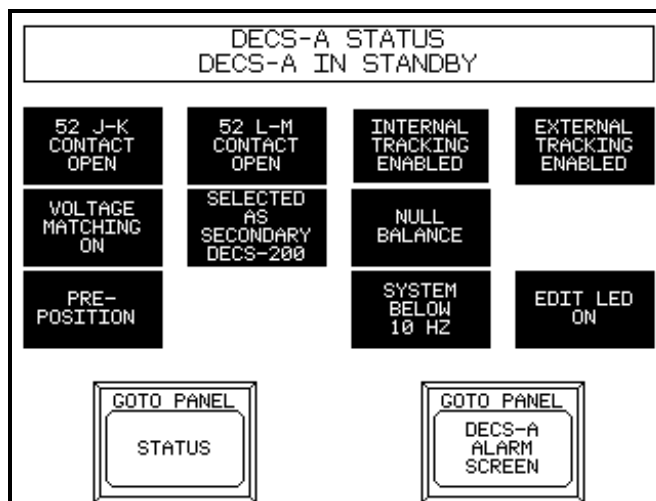 DECS-A STATUS
DECS-A IN STANDBY
52 J-K
CONTACT
OPEN
52 L-M
CONTACT
OPEN
INTERNAL
TRACKING
ENABLED
EXTERNAL
TRACKING
ENABLED
VOLTAGE
MATCHING
ON
SELECTED
AS
SECONDARY
DECS-200
NULL
BALANCE
PRE-
POSITION
SYSTEM
BELOW
10 HZ
EDIT LED
ON
GOTO PANEL
STATUS
GOTO PANEL
DECS-A
ALARM
SCREEN